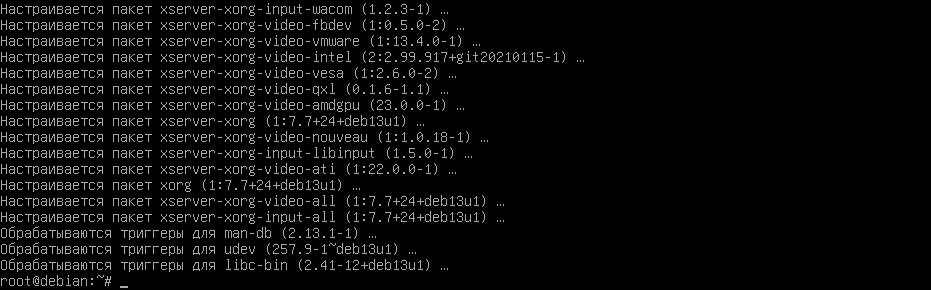 Настраивается пакет xserver-xorg-input-wacom (1.2.3-1) …
Настраивается пакет xserver-xorg-video-fbdev (1:0.5.0-2) …
Настраивается пакет xserver-xorg-video-vmware (1:13.4.0-1) …
Настраивается пакет xserver-xorg-video-intel (2:2.99.917+git20210115-1) …
Настраивается пакет xserver-xorg-video-vesa (1:2.6.0-2) …
Настраивается пакет xserver-xorg-video-qxl (0.1.6-1.1) …
Настраивается пакет xserver-xorg-video-amdgpu (23.0.0-1) …
Настраивается пакет xserver-xorg (1:7.7+24+deb13u1) …
Настраивается пакет xserver-xorg-video-nouveau (1:1.0.18-1) …
Настраивается пакет xserver-xorg-input-libinput (1.5.0-1) …
Настраивается пакет xserver-xorg-video-ati (1:22.0.0-1) …
Настраивается пакет xorg (1:7.7+24+deb13u1) …
Настраивается пакет xserver-xorg-video-all (1:7.7+24+deb13u1) …
Настраивается пакет xserver-xorg-input-all (1:7.7+24+deb13u1) …
Обрабатываются триггеры для man-db (2.13.1-1) …
Обрабатываются триггеры для udev (257.9-1~deb13u1) …
Обрабатываются триггеры для libc-bin (2.41-12+deb13u1) …
root@debian:~# _